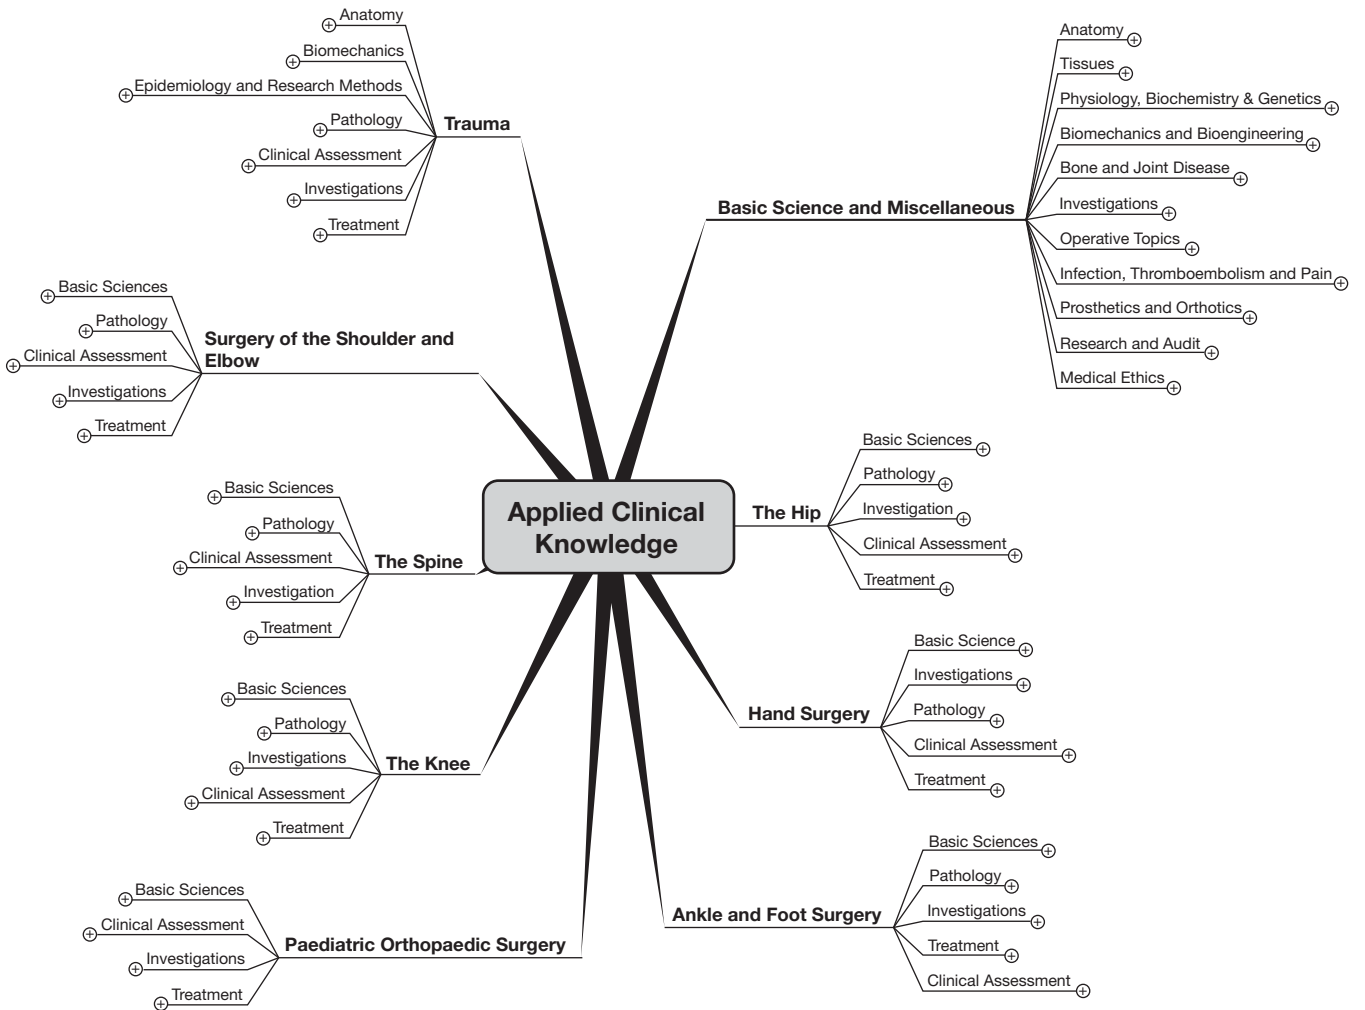 Applied Clinical
Knowledge
Trauma
Anatomy
Biomechanics
Epidemiology and Research Methods
Pathology
Clinical Assessment
Investigations
Treatment
Surgery of the Shoulder and
Elbow
Basic Sciences
Pathology
Clinical Assessment
Investigations
Treatment
The Spine
Basic Sciences
Pathology
Clinical Assessment
Investigation
Treatment
The Knee
Basic Sciences
Pathology
Investigations
Clinical Assessment
Treatment
Paediatric Orthopaedic Surgery
Basic Sciences
Clinical Assessment
Investigations
Treatment
Basic Science and Miscellaneous
Anatomy
Tissues
Physiology, Biochemistry & Genetics
Biomechanics and Bioengineering
Bone and Joint Disease
Investigations
Operative Topics
Infection, Thromboembolism and Pain
Prosthetics and Orthotics
Research and Audit
Medical Ethics
The Hip
Basic Sciences
Pathology
Investigation
Clinical Assessment
Treatment
Hand Surgery
Basic Science
Investigations
Pathology
Clinical Assessment
Treatment
Ankle and Foot Surgery
Basic Sciences
Pathology
Investigations
Treatment
Clinical Assessment